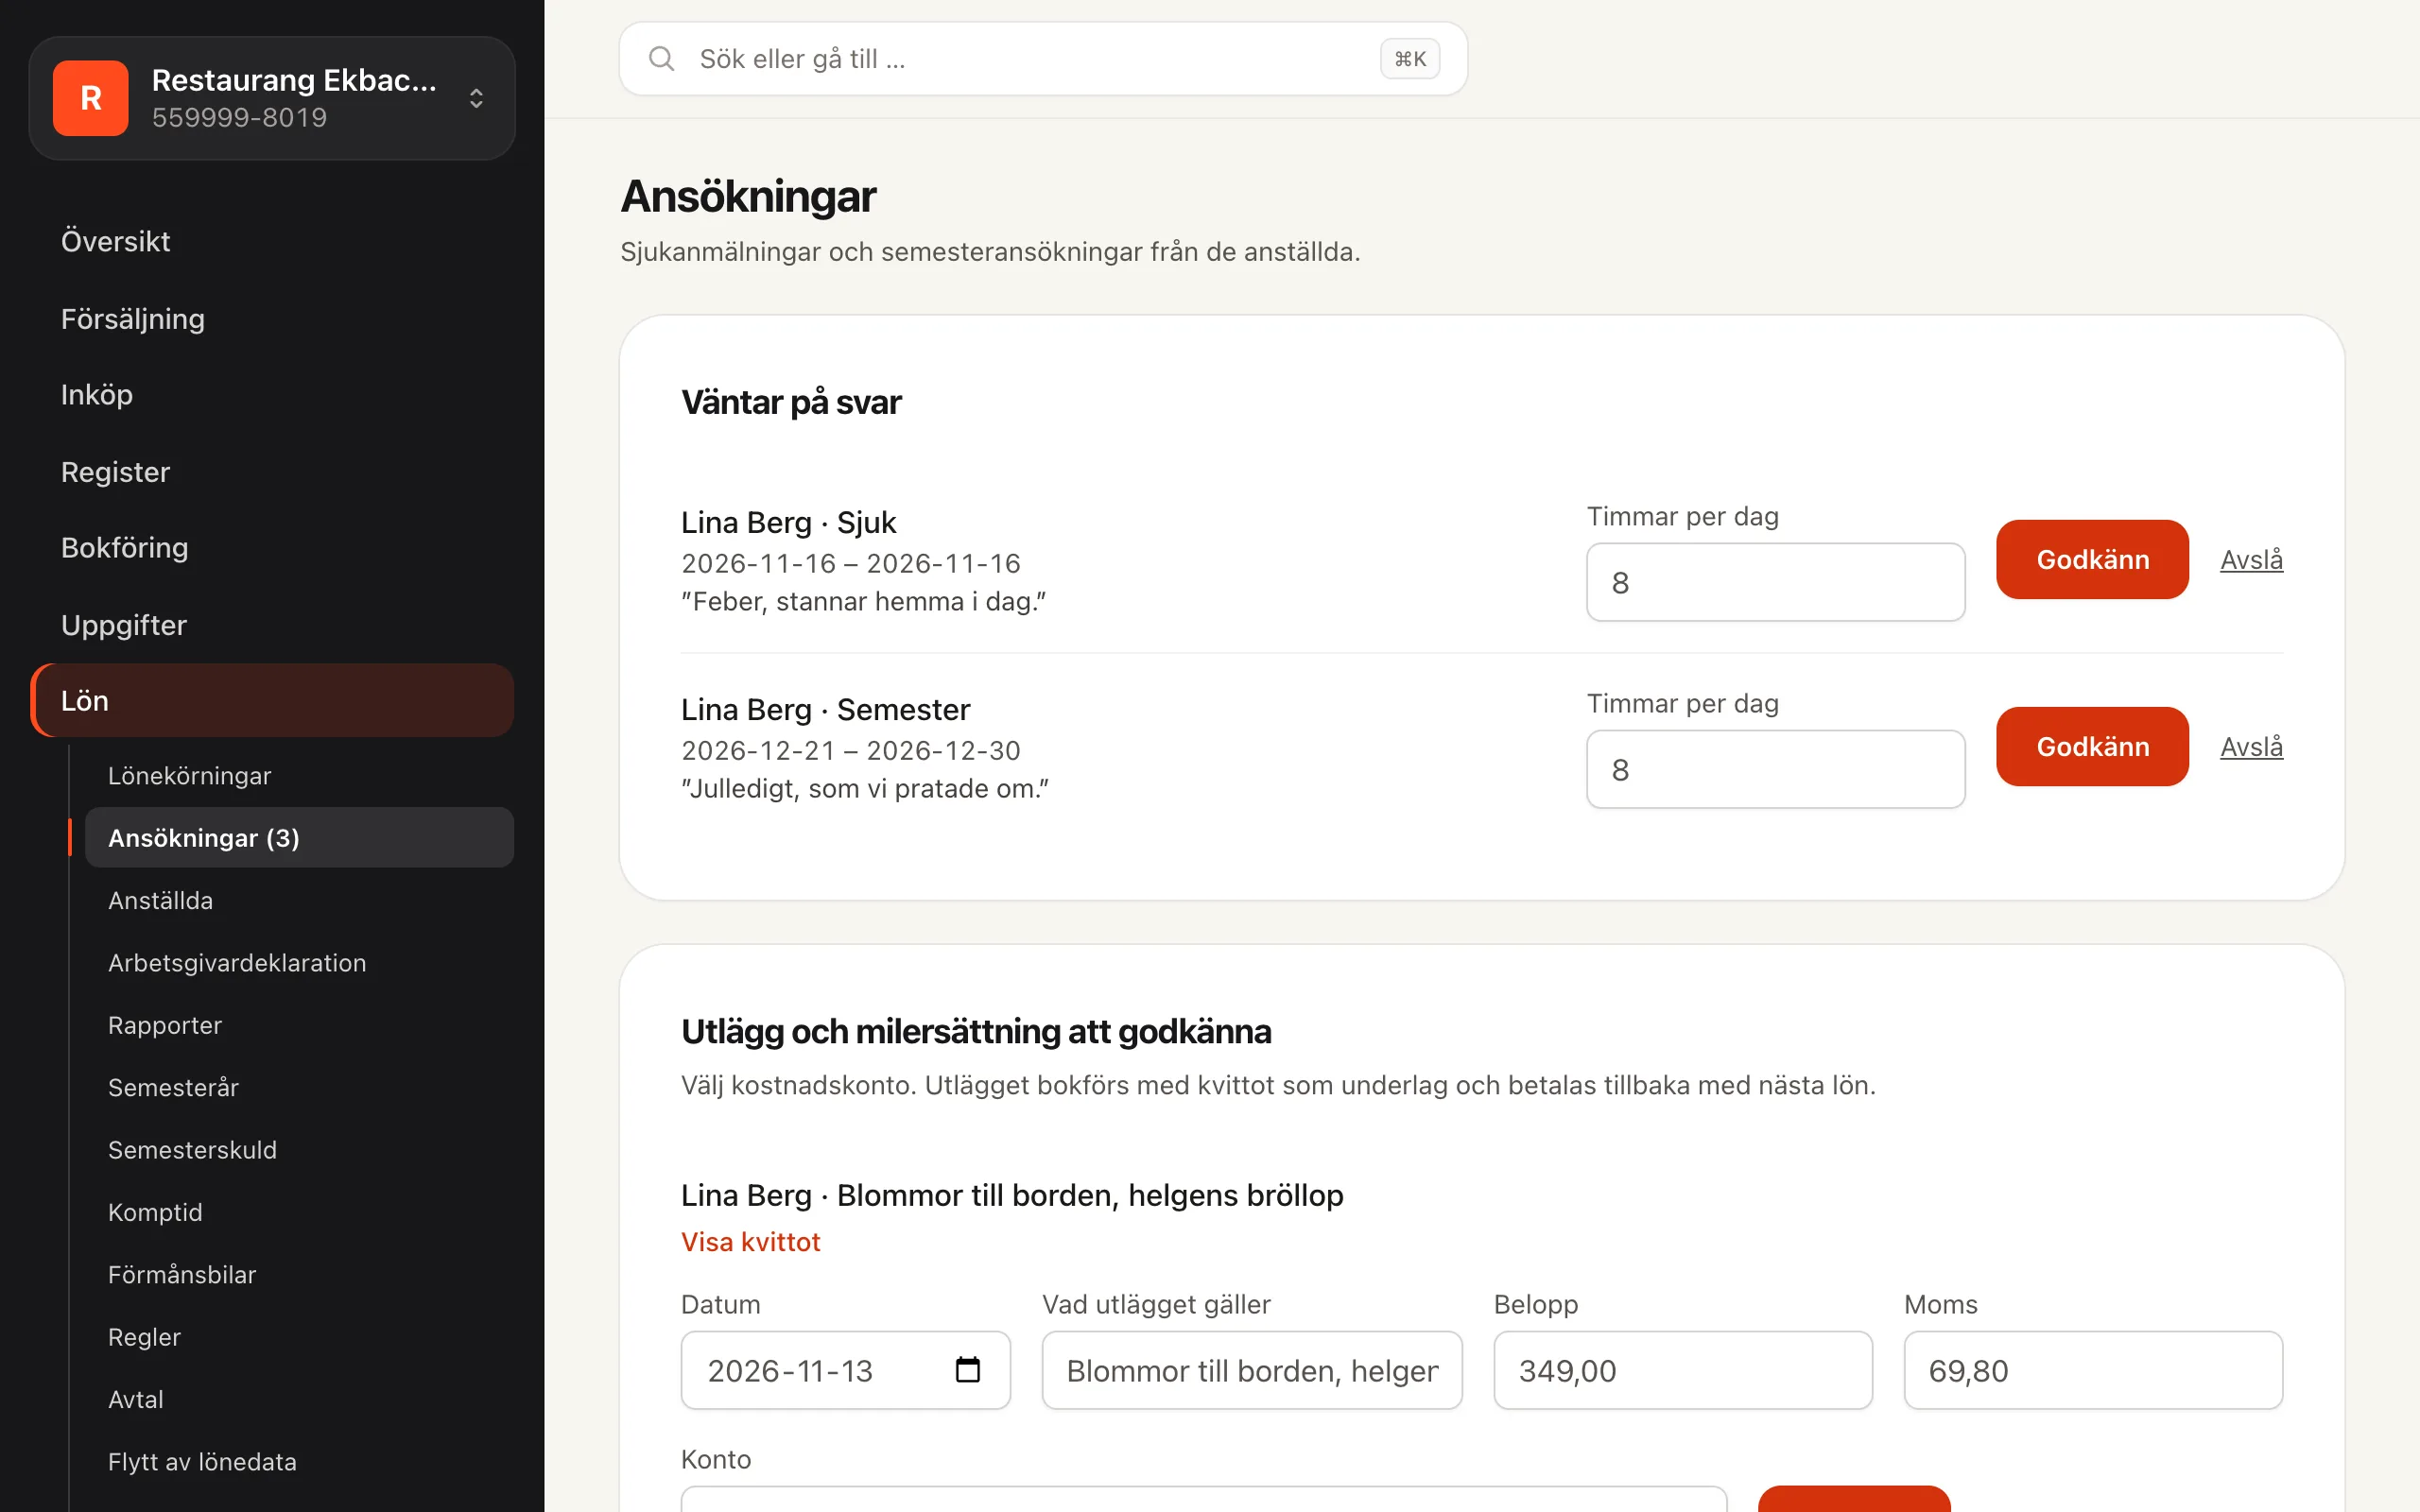 R
Restaurang Ekbac...
559999-8019
Översikt
Försäljning
Inköp
Register
Bokföring
Uppgifter
Lön
Lönekörningar
Ansökningar (3)
Anställda
Arbetsgivardeklaration
Rapporter
Semesterår
Semesterskuld
Komptid
Förmånsbilar
Regler
Avtal
Flytt av lönedata
Sök eller gå till ...
⌘K
Ansökningar
Sjukanmälningar och semesteransökningar från de anställda.
Väntar på svar
Lina Berg · Sjuk
2026-11-16 – 2026-11-16
”Feber, stannar hemma i dag.”
Timmar per dag
8
Godkänn
Avslå
Lina Berg · Semester
2026-12-21 – 2026-12-30
”Julledigt, som vi pratade om.”
Timmar per dag
8
Godkänn
Avslå
Utlägg och milersättning att godkänna
Välj kostnadskonto. Utlägget bokförs med kvittot som underlag och betalas tillbaka med nästa lön.
Lina Berg · Blommor till borden, helgens bröllop
Visa kvittot
Datum
2026-11-13
Vad utlägget gäller
Blommor till borden, helger
Belopp
349,00
Moms
69,80
Konto